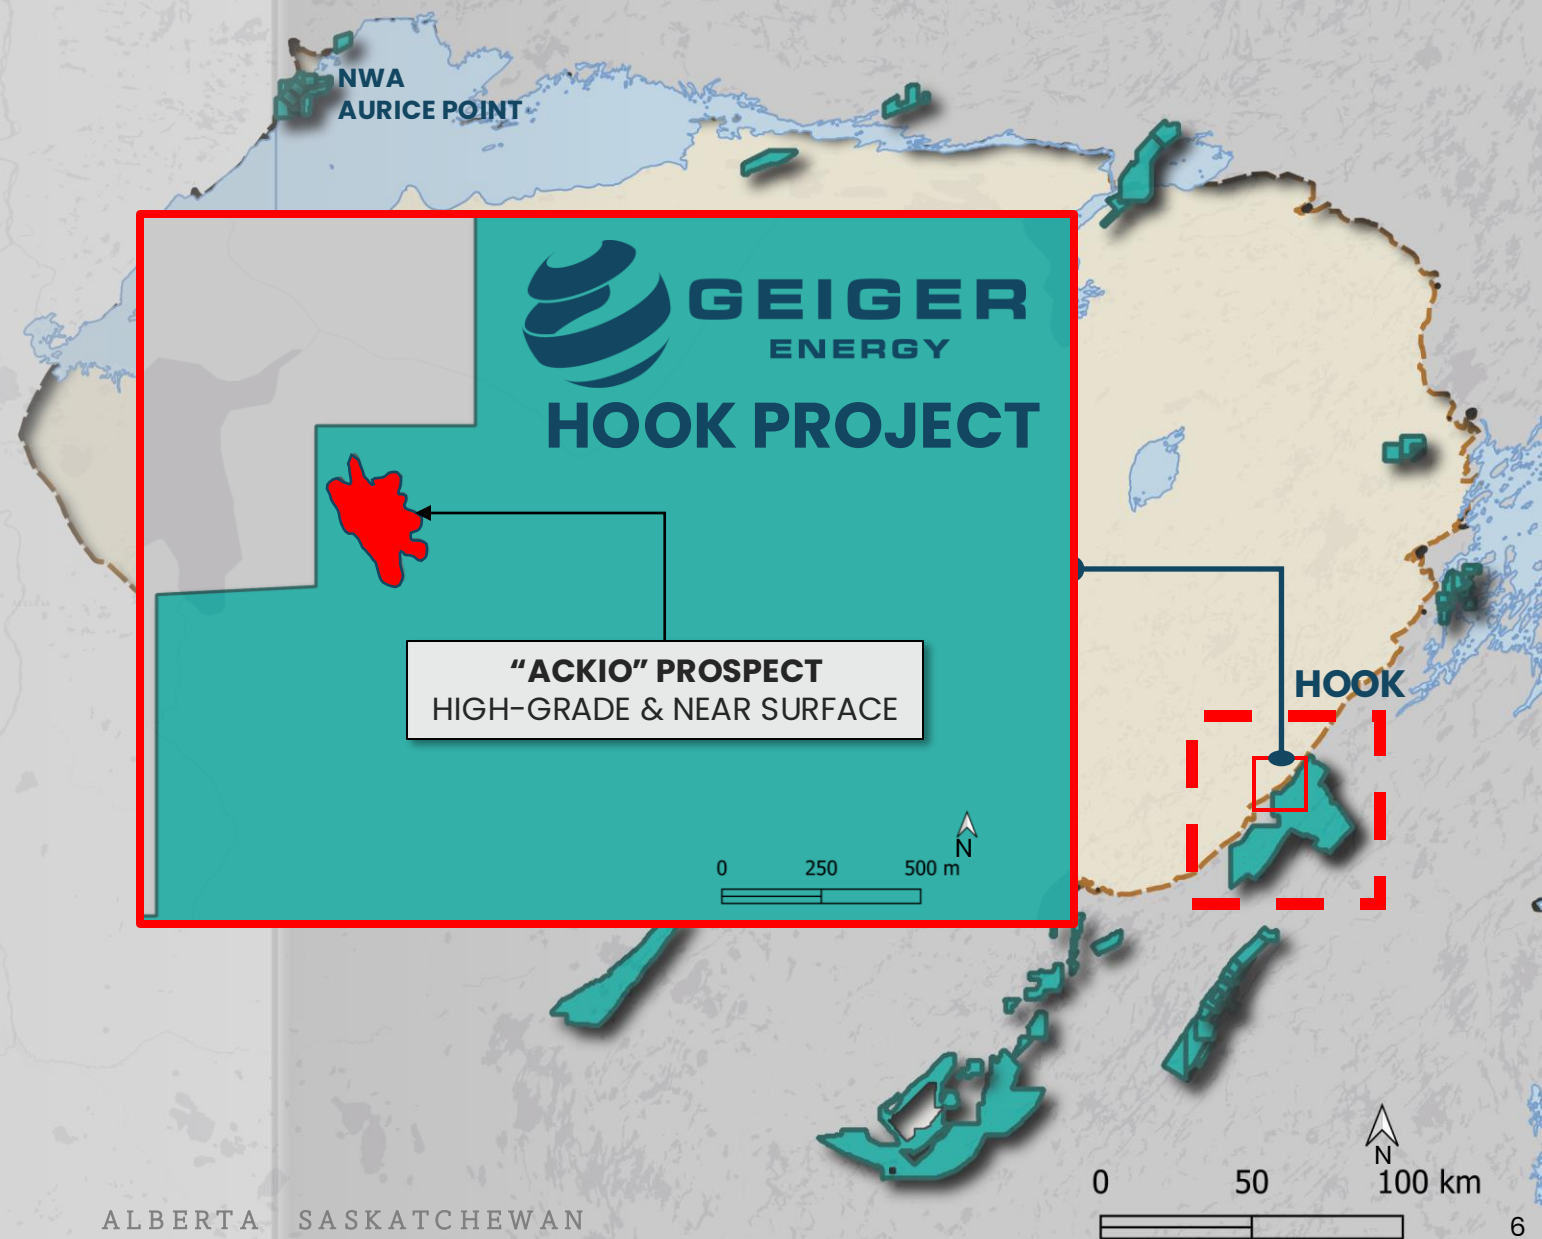 NWA
AURICE POINT
GEIGER
ENERGY
HOOK PROJECT
“ACKIO” PROSPECT
HIGH-GRADE & NEAR SURFACE
N
0 250 500 m
HOOK
N
0 50 100 km
ALBERTA SASKATCHEWAN
6